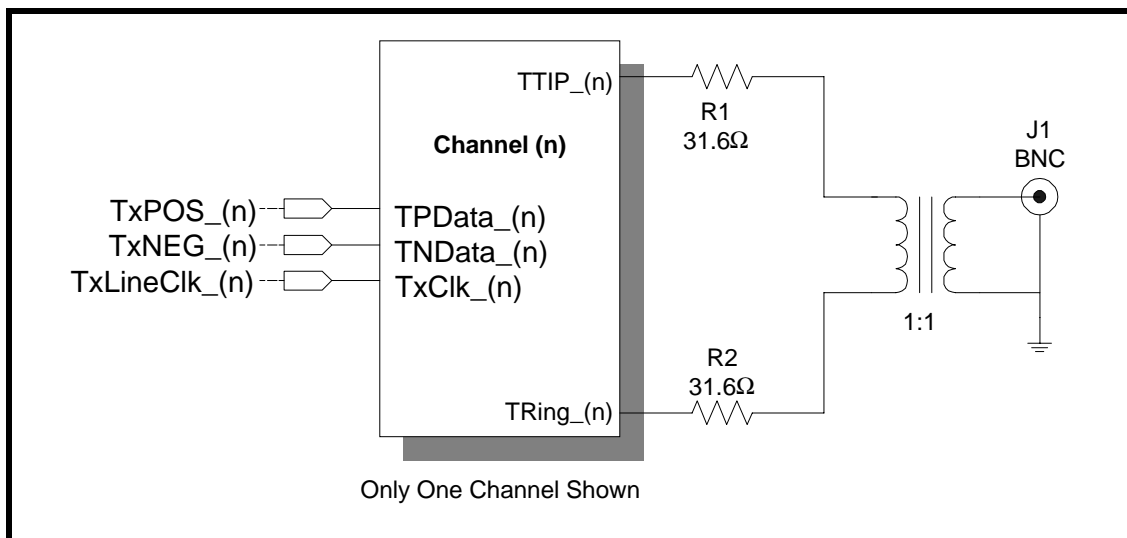 TTIP_(n)
R1
31.6Ω
J1
BNC
Channel (n)
TxPOS_(n)
TPData_(n)
TxNEG_(n)
TNData_(n)
TxLineClk_(n)
TxClk_(n)
1:1
R2
31.6Ω
TRing_(n)
Only One Channel Shown